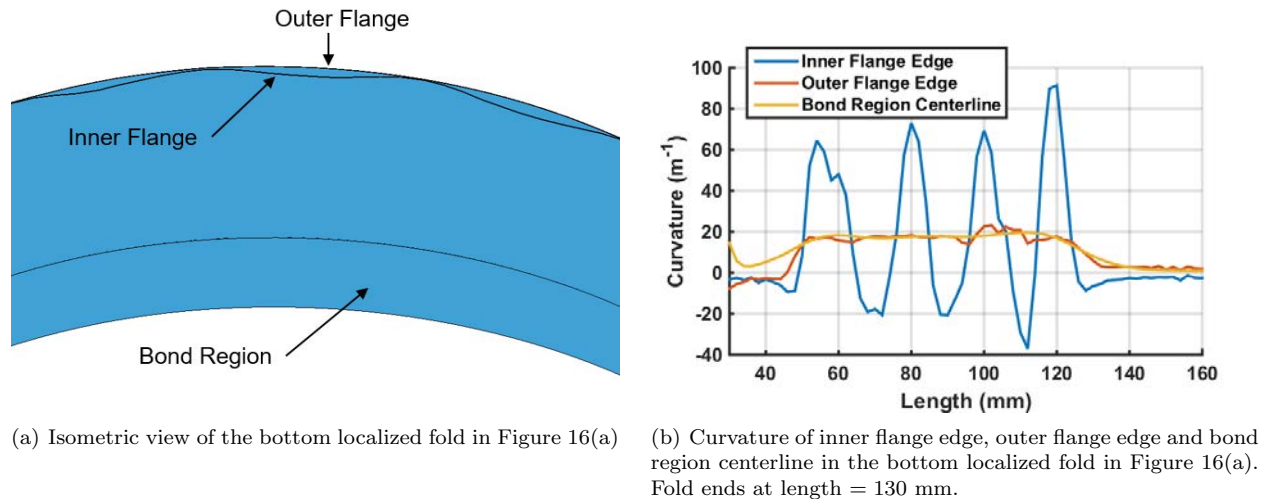 Outer Flange
Inner Flange
Bond Region
(a) Isometric view of the bottom localized fold in Figure 16(a)
Inner Flange Edge
Outer Flange Edge
Bond Region Centerline
100
80
60
40
20
0
-20
-40
Curvature (m⁻¹)
40 60 80 100 120 140 160
Length (mm)
(b) Curvature of inner flange edge, outer flange edge and bond
region centerline in the bottom localized fold in Figure 16(a).
Fold ends at length = 130 mm.